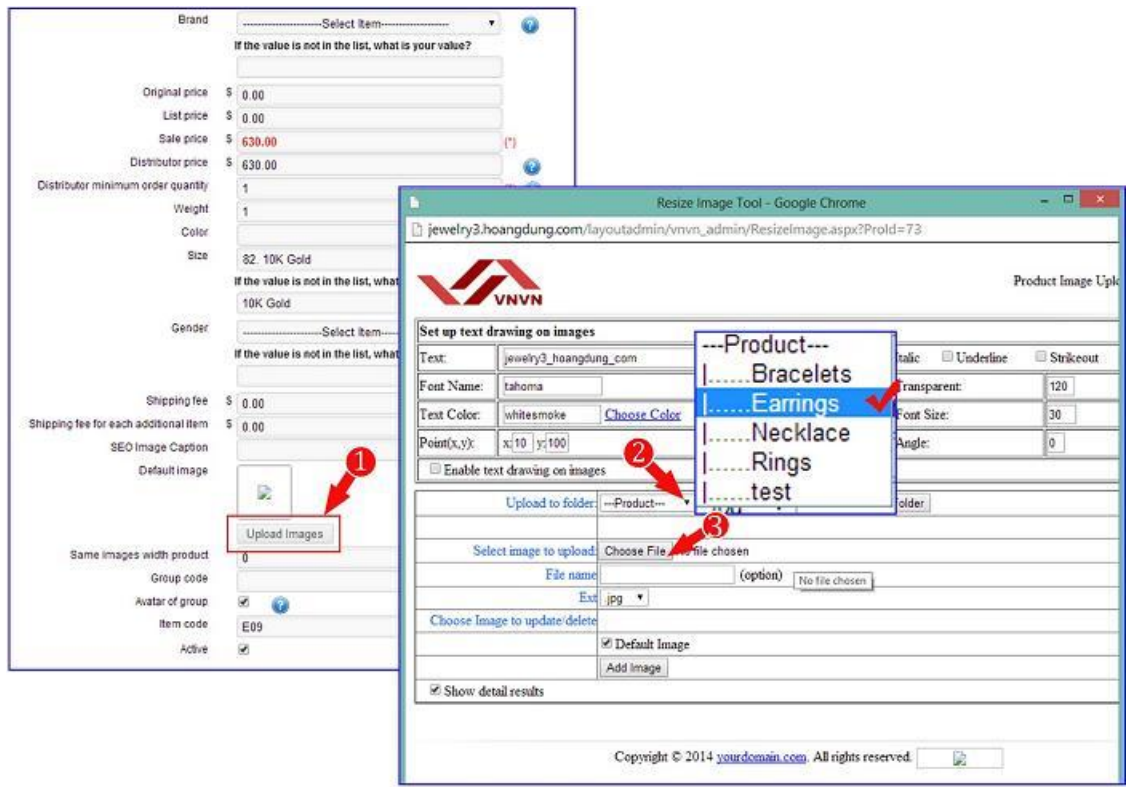 Brand ----------------------Select Item-------------------
If the value is not in the list, what is your value?
Original price $ 0.00
List price $ 0.00
Sale price $ 630.00 (*)
Distributor price $ 630.00
Distributor minimum order quantity 1
Weight 1
Color
Size 82. 10K Gold
If the value is not in the list, what
10K Gold
Gender ----------------------Select Item-----
If the value is not in the list, what
Shipping fee $ 0.00
Shipping fee for each additional item $ 0.00
SEO Image Caption
Default image
1
Upload Images
Same images width product 0
Group code
Avatar of group
Item code E09
Active
Resize Image Tool - Google Chrome
jewelry3.hoangdung.com/layoutadmin/vnvn_admin/ResizeImage.aspx?ProId=73
VNVN
Product Image Uplo
Set up text drawing on images
Text: jewelry3_hoangdung_com Italic Underline Strikeout
Font Name: tahoma Transparent: 120
Text Color: whitesmoke Choose Color Font Size: 30
Point(x,y): x:10 y:100 Angle: 0
Enable text drawing on images
---Product---
|......Bracelets
|......Earrings
|......Necklace
|......Rings
|......test
2
Upload to folder: ---Product--- older
3
Select image to upload: Choose File No file chosen
File name (option) No file chosen
Ext jpg
Choose Image to update/delete
Default Image
Add Image
Show detail results
Copyright © 2014 yourdomain.com. All rights reserved.